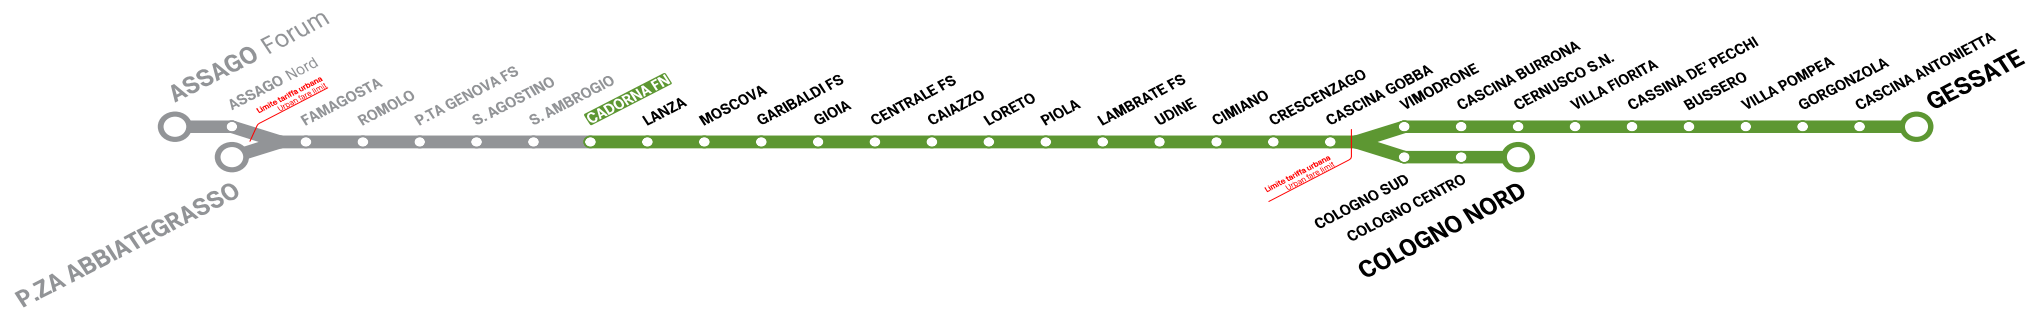 ASSAGO Forum
ASSAGO Nord
Limite tariffa urbana
Urban fare limit
P.ZA ABBIATEGRASSO
FAMAGOSTA
ROMOLO
P.TA GENOVA FS
S. AGOSTINO
S. AMBROGIO
CADORNA FN
LANZA
MOSCOVA
GARIBALDI FS
GIOIA
CENTRALE FS
CAIAZZO
LORETO
PIOLA
LAMBRATE FS
UDINE
CIMIANO
CRESCENZAGO
CASCINA GOBBA
Limite tariffa urbana
Urban fare limit
VIMODRONE
CASCINA BURRONA
CERNUSCO S.N.
VILLA FIORITA
CASSINA DE' PECCHI
BUSSERO
VILLA POMPEA
GORGONZOLA
CASCINA ANTONIETTA
GESSATE
COLOGNO SUD
COLOGNO CENTRO
COLOGNO NORD